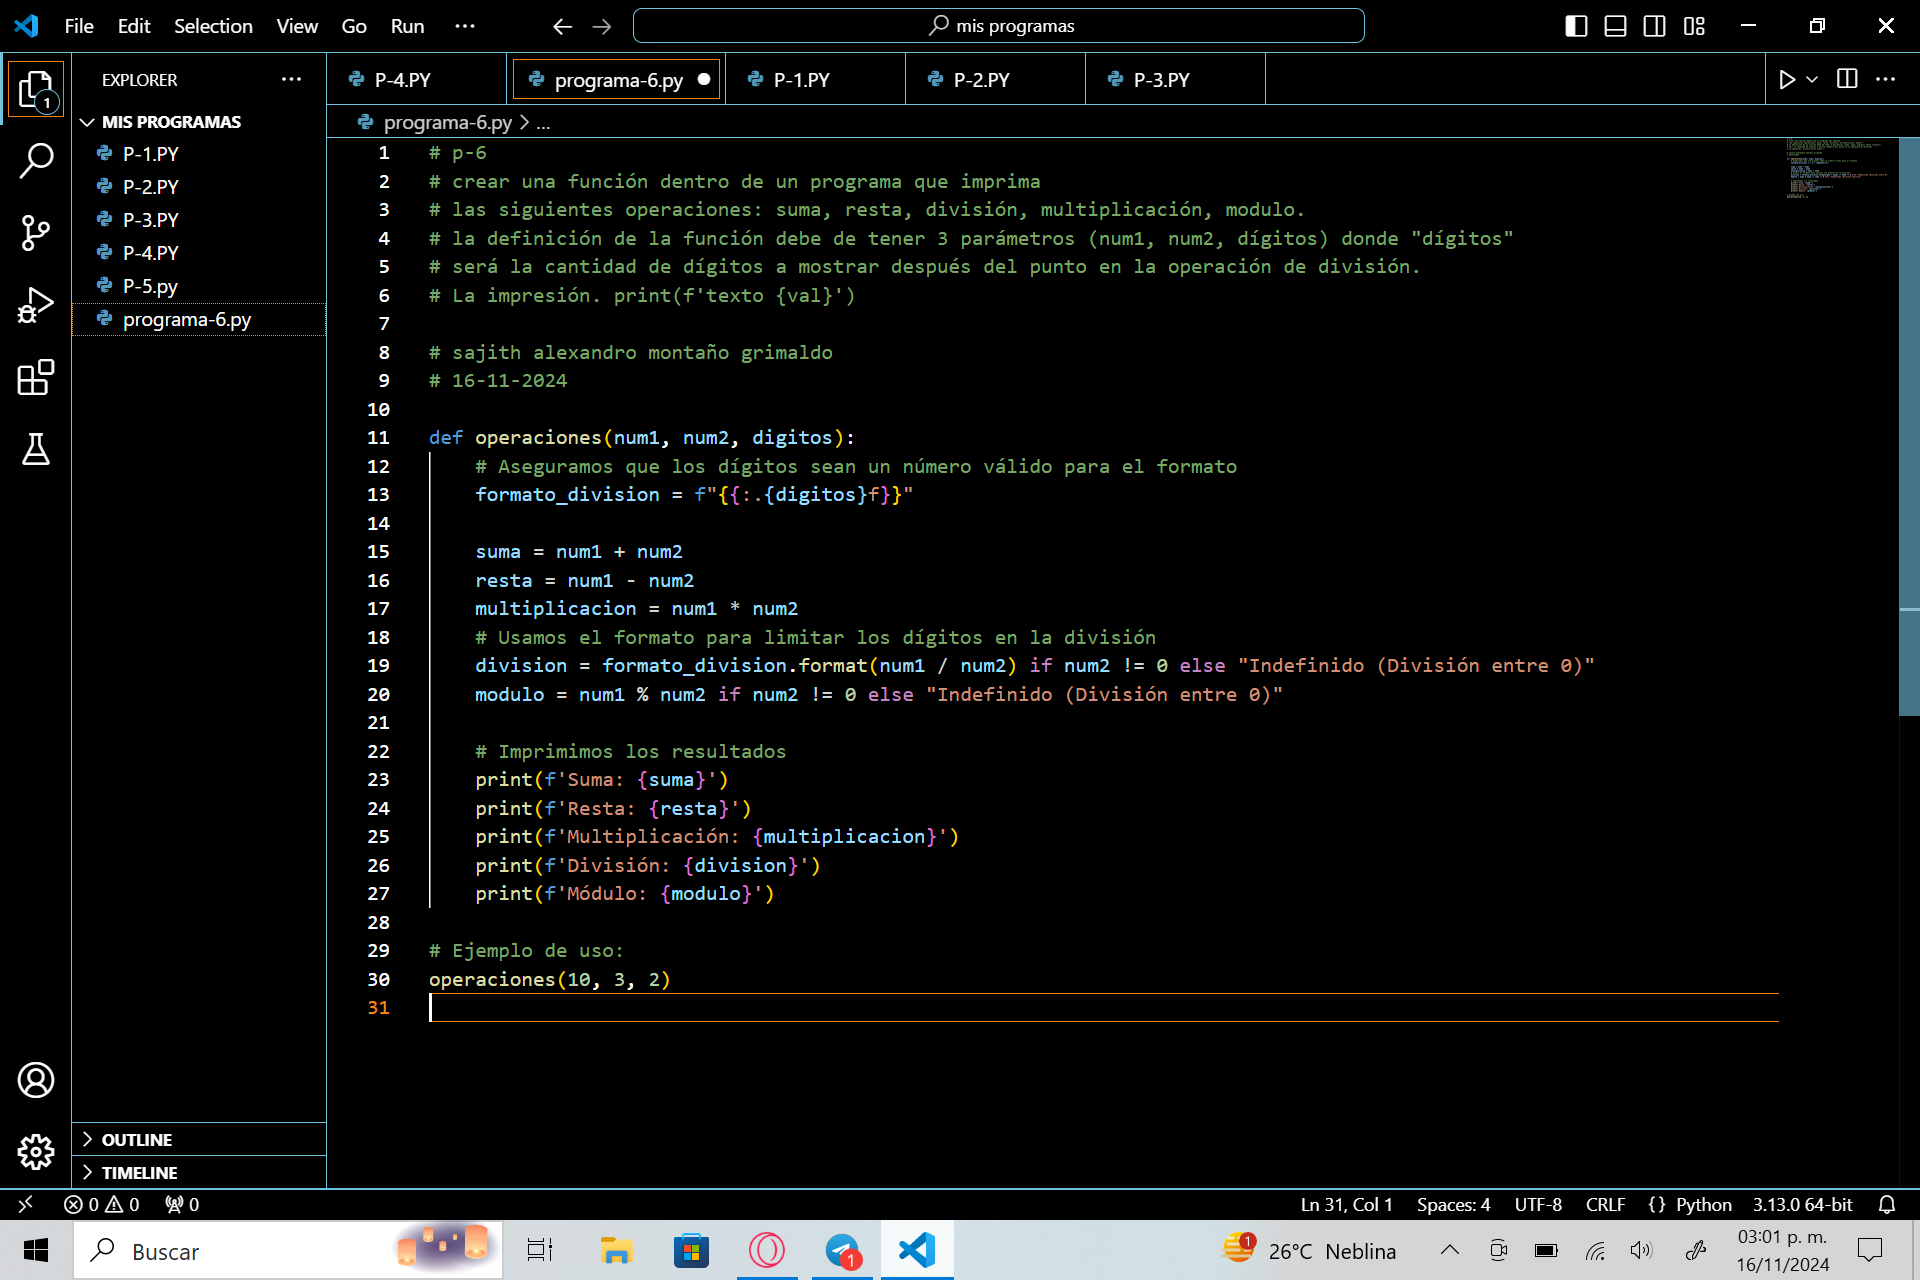 File Edit Selection View Go Run ··· mis programas
EXPLORER ···
P-4.PY programa-6.py P-1.PY P-2.PY P-3.PY
1
MIS PROGRAMAS
P-1.PY
P-2.PY
P-3.PY
P-4.PY
P-5.py
programa-6.py
OUTLINE
TIMELINE
programa-6.py > ...
1 # p-6
2 # crear una función dentro de un programa que imprima
3 # las siguientes operaciones: suma, resta, división, multiplicación, modulo.
4 # la definición de la función debe de tener 3 parámetros (num1, num2, dígitos) donde "dígitos"
5 # será la cantidad de dígitos a mostrar después del punto en la operación de división.
6 # La impresión. print(f'texto {val}')
7
8 # sajith alexandro montaño grimaldo
9 # 16-11-2024
10
11 def operaciones(num1, num2, digitos):
12 # Aseguramos que los dígitos sean un número válido para el formato
13 formato_division = f"{{:.{digitos}f}}"
14
15 suma = num1 + num2
16 resta = num1 - num2
17 multiplicacion = num1 * num2
18 # Usamos el formato para limitar los dígitos en la división
19 division = formato_division.format(num1 / num2) if num2 != 0 else "Indefinido (División entre 0)"
20 modulo = num1 % num2 if num2 != 0 else "Indefinido (División entre 0)"
21
22 # Imprimimos los resultados
23 print(f'Suma: {suma}')
24 print(f'Resta: {resta}')
25 print(f'Multiplicación: {multiplicacion}')
26 print(f'División: {division}')
27 print(f'Módulo: {modulo}')
28
29 # Ejemplo de uso:
30 operaciones(10, 3, 2)
31
0 0 0 Ln 31, Col 1 Spaces: 4 UTF-8 CRLF {} Python 3.13.0 64-bit
Buscar 1 1 26°C Neblina 03:01 p. m.
16/11/2024